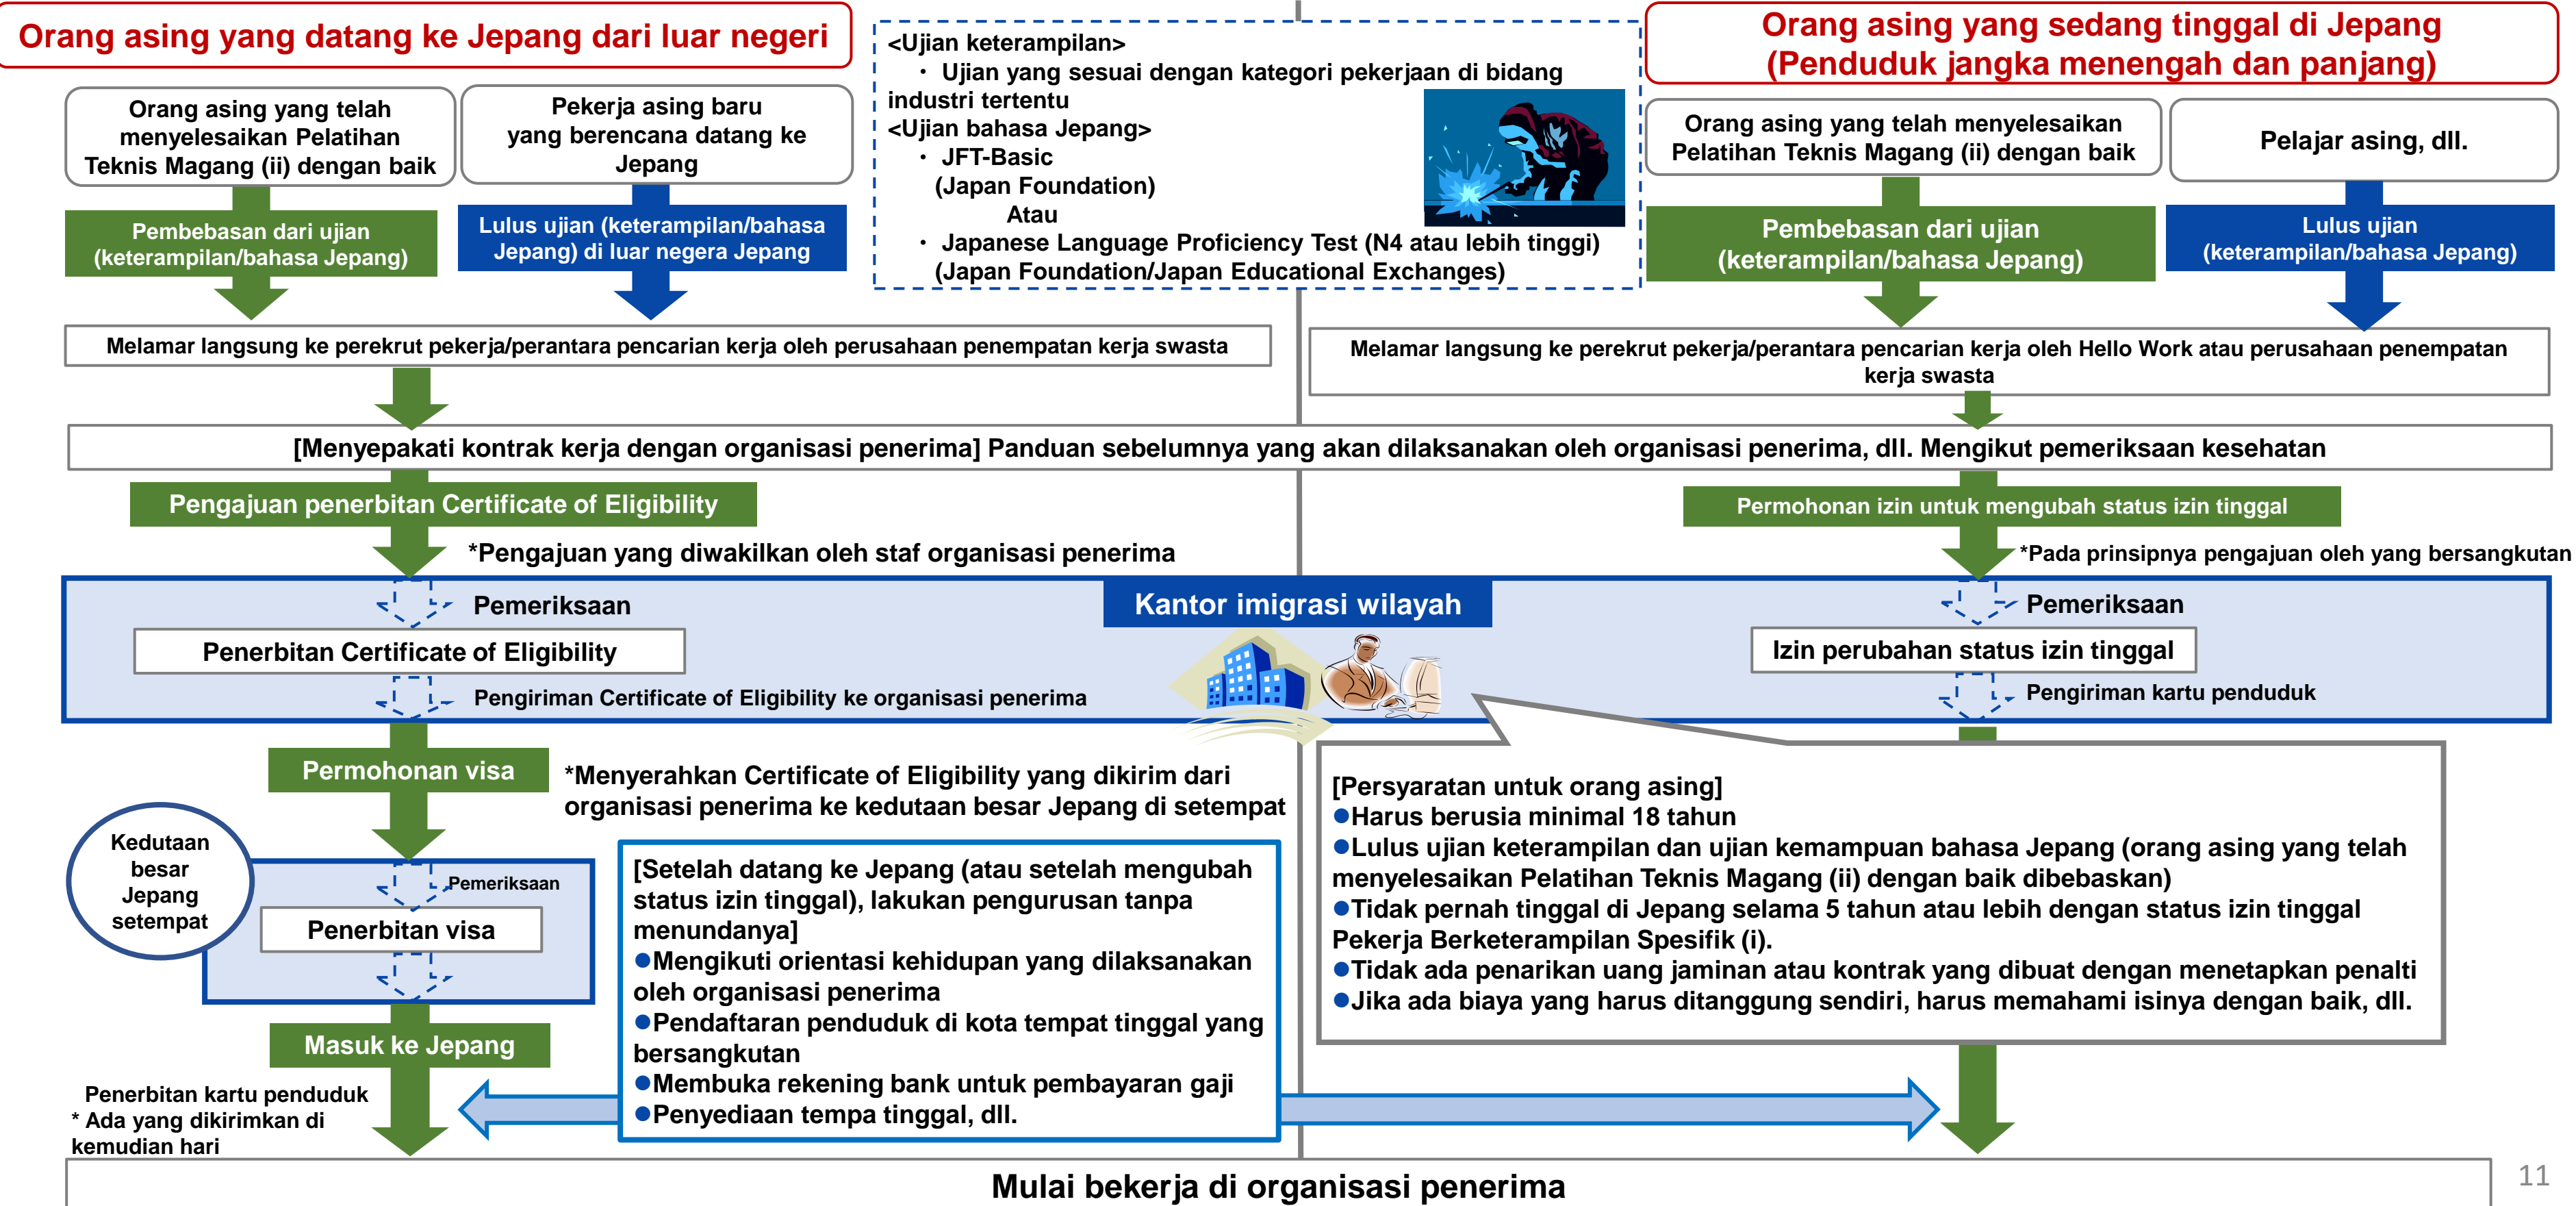 Orang asing yang datang ke Jepang dari luar negeri
Orang asing yang telah
menyelesaikan Pelatihan
Teknis Magang (ii) dengan baik
Pekerja asing baru
yang berencana datang ke
Jepang
Pembebasan dari ujian
(keterampilan/bahasa Jepang)
Lulus ujian (keterampilan/bahasa
Jepang) di luar negera Jepang
<Ujian keterampilan>
・ Ujian yang sesuai dengan kategori pekerjaan di bidang
industri tertentu
<Ujian bahasa Jepang>
・ JFT-Basic
(Japan Foundation)
Atau
・ Japanese Language Proficiency Test (N4 atau lebih tinggi)
(Japan Foundation/Japan Educational Exchanges)
Orang asing yang sedang tinggal di Jepang
(Penduduk jangka menengah dan panjang)
Orang asing yang telah menyelesaikan
Pelatihan Teknis Magang (ii) dengan baik
Pelajar asing, dll.
Pembebasan dari ujian
(keterampilan/bahasa Jepang)
Lulus ujian
(keterampilan/bahasa Jepang)
Melamar langsung ke perekrut pekerja/perantara pencarian kerja oleh perusahaan penempatan kerja swasta
Melamar langsung ke perekrut pekerja/perantara pencarian kerja oleh Hello Work atau perusahaan penempatan
kerja swasta
[Menyepakati kontrak kerja dengan organisasi penerima] Panduan sebelumnya yang akan dilaksanakan oleh organisasi penerima, dll. Mengikut pemeriksaan kesehatan
Pengajuan penerbitan Certificate of Eligibility
*Pengajuan yang diwakilkan oleh staf organisasi penerima
Permohonan izin untuk mengubah status izin tinggal
*Pada prinsipnya pengajuan oleh yang bersangkutan
Kantor imigrasi wilayah
Pemeriksaan
Penerbitan Certificate of Eligibility
Pengiriman Certificate of Eligibility ke organisasi penerima
Pemeriksaan
Izin perubahan status izin tinggal
Pengiriman kartu penduduk
Permohonan visa
*Menyerahkan Certificate of Eligibility yang dikirim dari
organisasi penerima ke kedutaan besar Jepang di setempat
Kedutaan
besar
Jepang
setempat
Pemeriksaan
Penerbitan visa
Masuk ke Jepang
Penerbitan kartu penduduk
* Ada yang dikirimkan di
kemudian hari
[Setelah datang ke Jepang (atau setelah mengubah
status izin tinggal), lakukan pengurusan tanpa
menundanya]
●Mengikuti orientasi kehidupan yang dilaksanakan
oleh organisasi penerima
●Pendaftaran penduduk di kota tempat tinggal yang
bersangkutan
●Membuka rekening bank untuk pembayaran gaji
●Penyediaan tempa tinggal, dll.
[Persyaratan untuk orang asing]
●Harus berusia minimal 18 tahun
●Lulus ujian keterampilan dan ujian kemampuan bahasa Jepang (orang asing yang telah
menyelesaikan Pelatihan Teknis Magang (ii) dengan baik dibebaskan)
●Tidak pernah tinggal di Jepang selama 5 tahun atau lebih dengan status izin tinggal
Pekerja Berketerampilan Spesifik (i).
●Tidak ada penarikan uang jaminan atau kontrak yang dibuat dengan menetapkan penalti
●Jika ada biaya yang harus ditanggung sendiri, harus memahami isinya dengan baik, dll.
Mulai bekerja di organisasi penerima
11